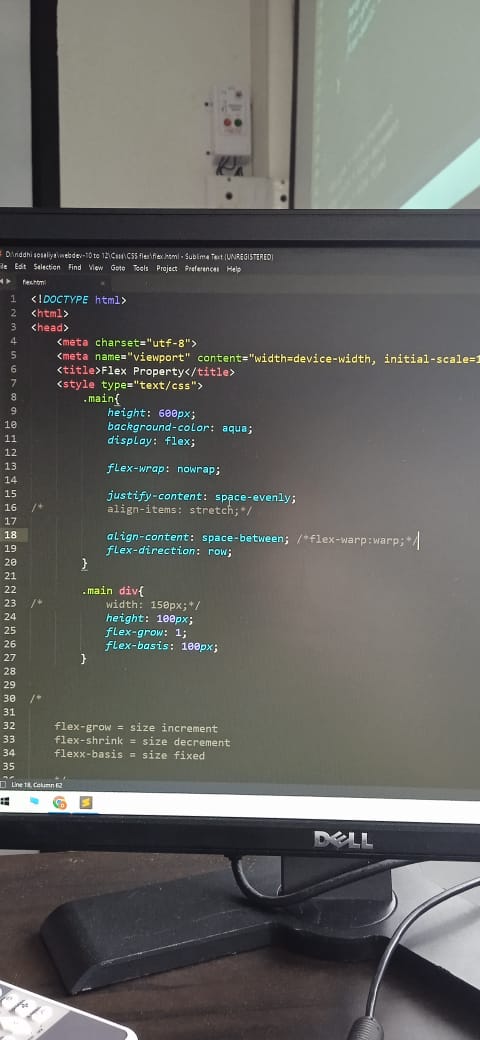 D:\riddhi sosaliya\webdev-10 to 12\Csss\CSS flex\flex.html - Sublime Text (UNREGISTERED)
ile Edit Selection Find View Goto Tools Project Preferences Help
flex.html
1 <!DOCTYPE html>
2 <html>
3 <head>
4 <meta charset="utf-8">
5 <meta name="viewport" content="width=device-width, initial-scale=1
6 <title>Flex Property</title>
7 <style type="text/css">
8 .main{
9 height: 600px;
10 background-color: aqua;
11 display: flex;
12
13 flex-wrap: nowrap;
14
15 justify-content: space-evenly;
16 /* align-items: stretch;*/
17
18 align-content: space-between; /*flex-warp:warp;*/
19 flex-direction: row;
20 }
21
22 .main div{
23 /* width: 150px;*/
24 height: 100px;
25 flex-grow: 1;
26 flex-basis: 100px;
27 }
28
29
30 /*
31
32 flex-grow = size increment
33 flex-shrink = size decrement
34 flexx-basis = size fixed
35
36 */
Line 18, Column 62
DELL